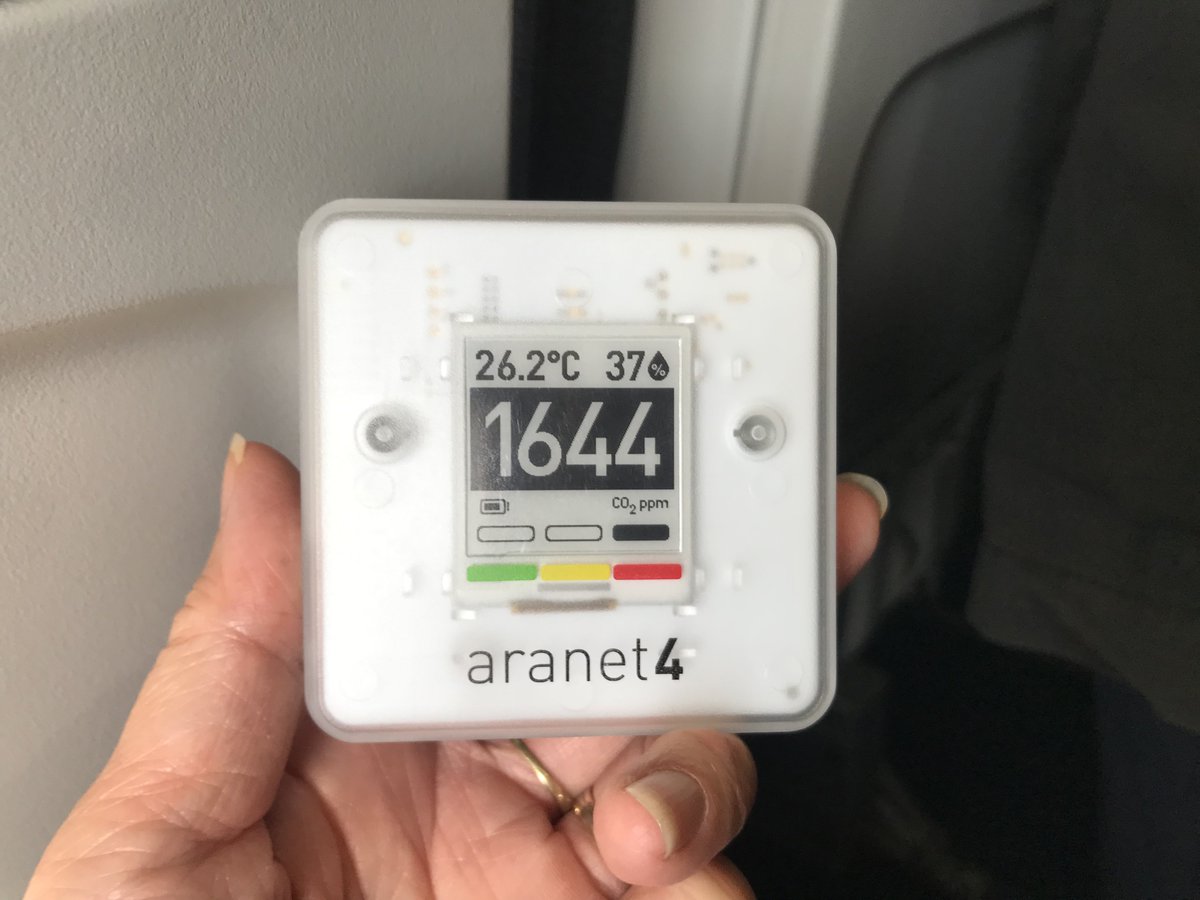 26.2°C 37%
1644
CO₂ ppm
aranet4